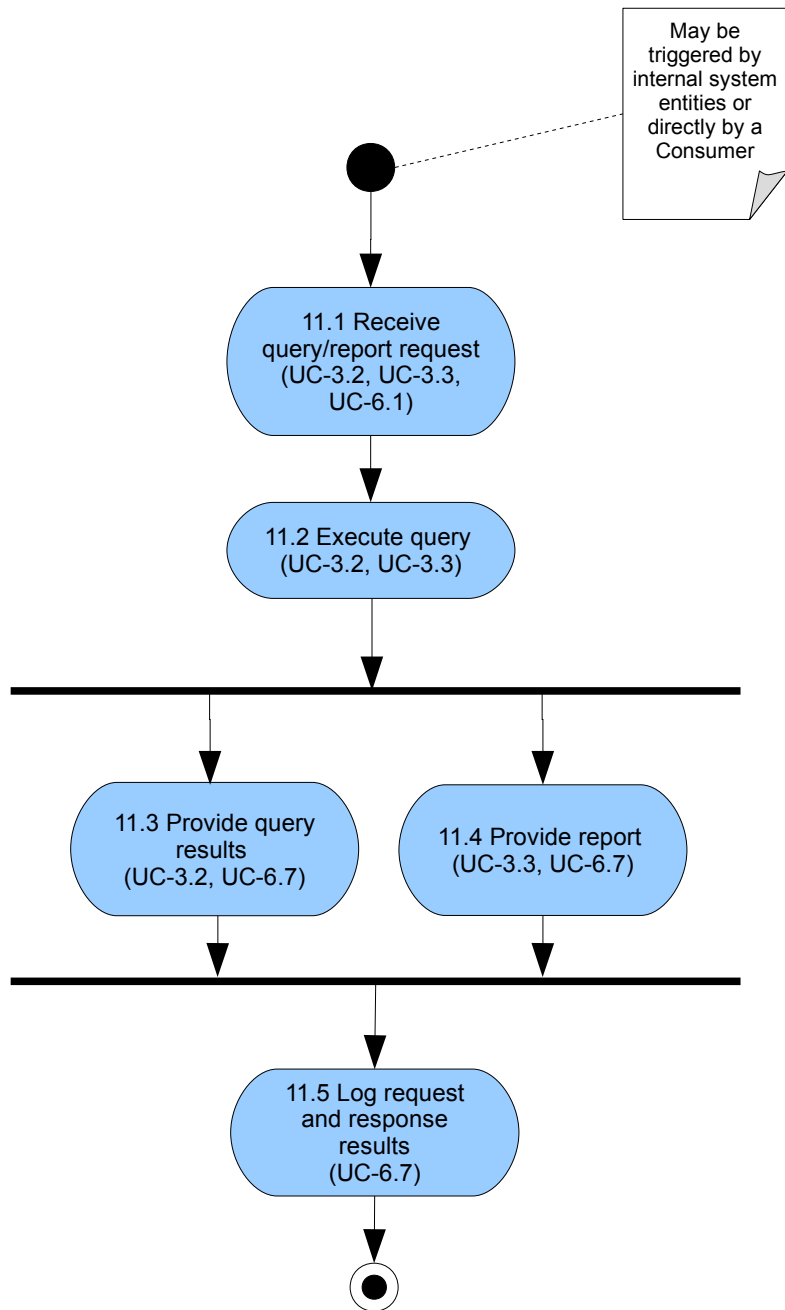 May be
triggered by
internal system
entities or
directly by a
Consumer
11.1 Receive
query/report request
(UC-3.2, UC-3.3,
UC-6.1)
11.2 Execute query
(UC-3.2, UC-3.3)
11.3 Provide query
results
(UC-3.2, UC-6.7)
11.4 Provide report
(UC-3.3, UC-6.7)
11.5 Log request
and response
results
(UC-6.7)